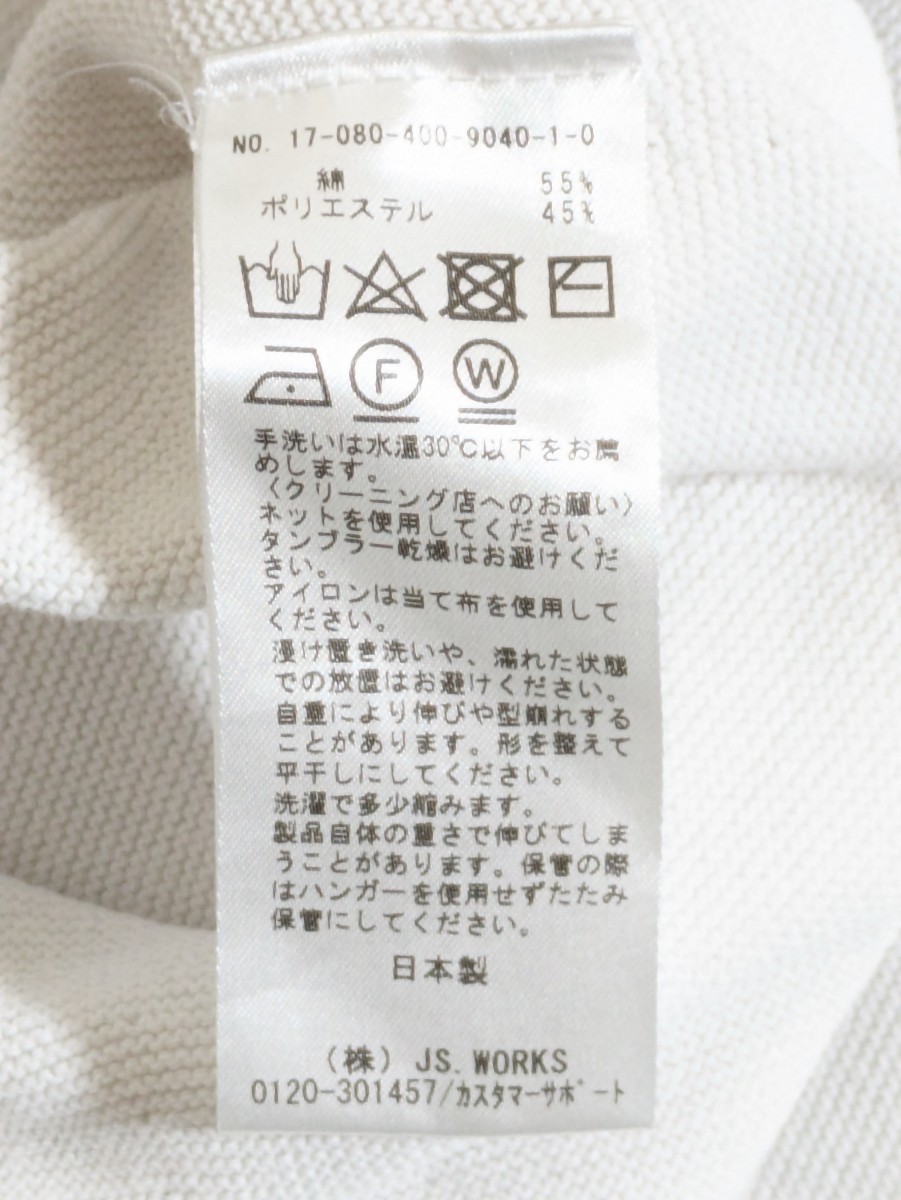 NO. 17-080-400-9040-1-0
綿 55%
ポリエステル 45%
F W
手洗いは水温30℃以下をお薦
めします。
〈クリーニング店へのお願い〉
ネットを使用してください。
タンブラー乾燥はお避けくだ
さい。
アイロンは当て布を使用して
ください。
浸け置き洗いや、濡れた状態
での放置はお避けください。
自重により伸びや型崩れする
ことがあります。形を整えて
平干しにしてください。
洗濯で多少縮みます。
製品自体の重さで伸びてしま
うことがあります。保管の際
はハンガーを使用せずたたみ
保管にしてください。
日本製
(株) JS.WORKS
0120-301457/カスタマーサポート